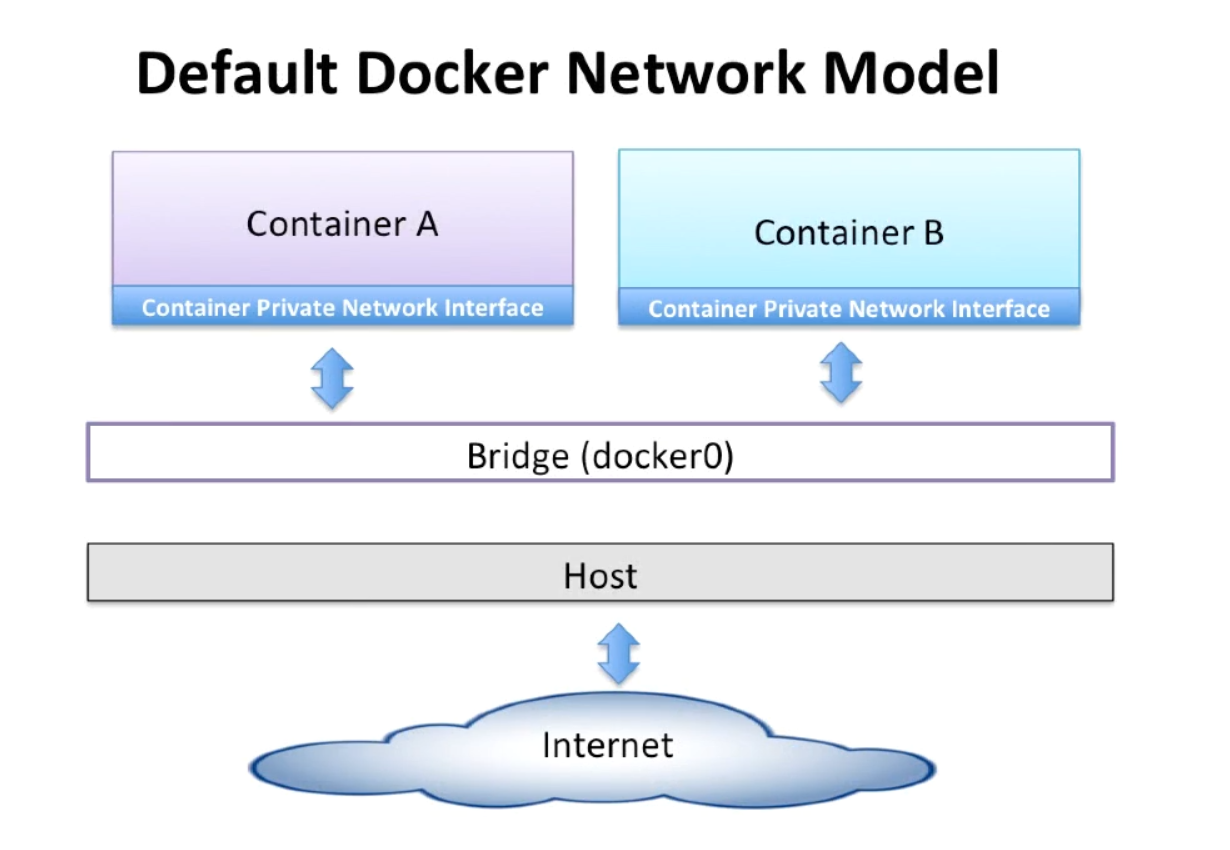 Default Docker Network Model
Container A
Container B
Container Private Network Interface
Container Private Network Interface
Bridge (docker0)
Host
Internet